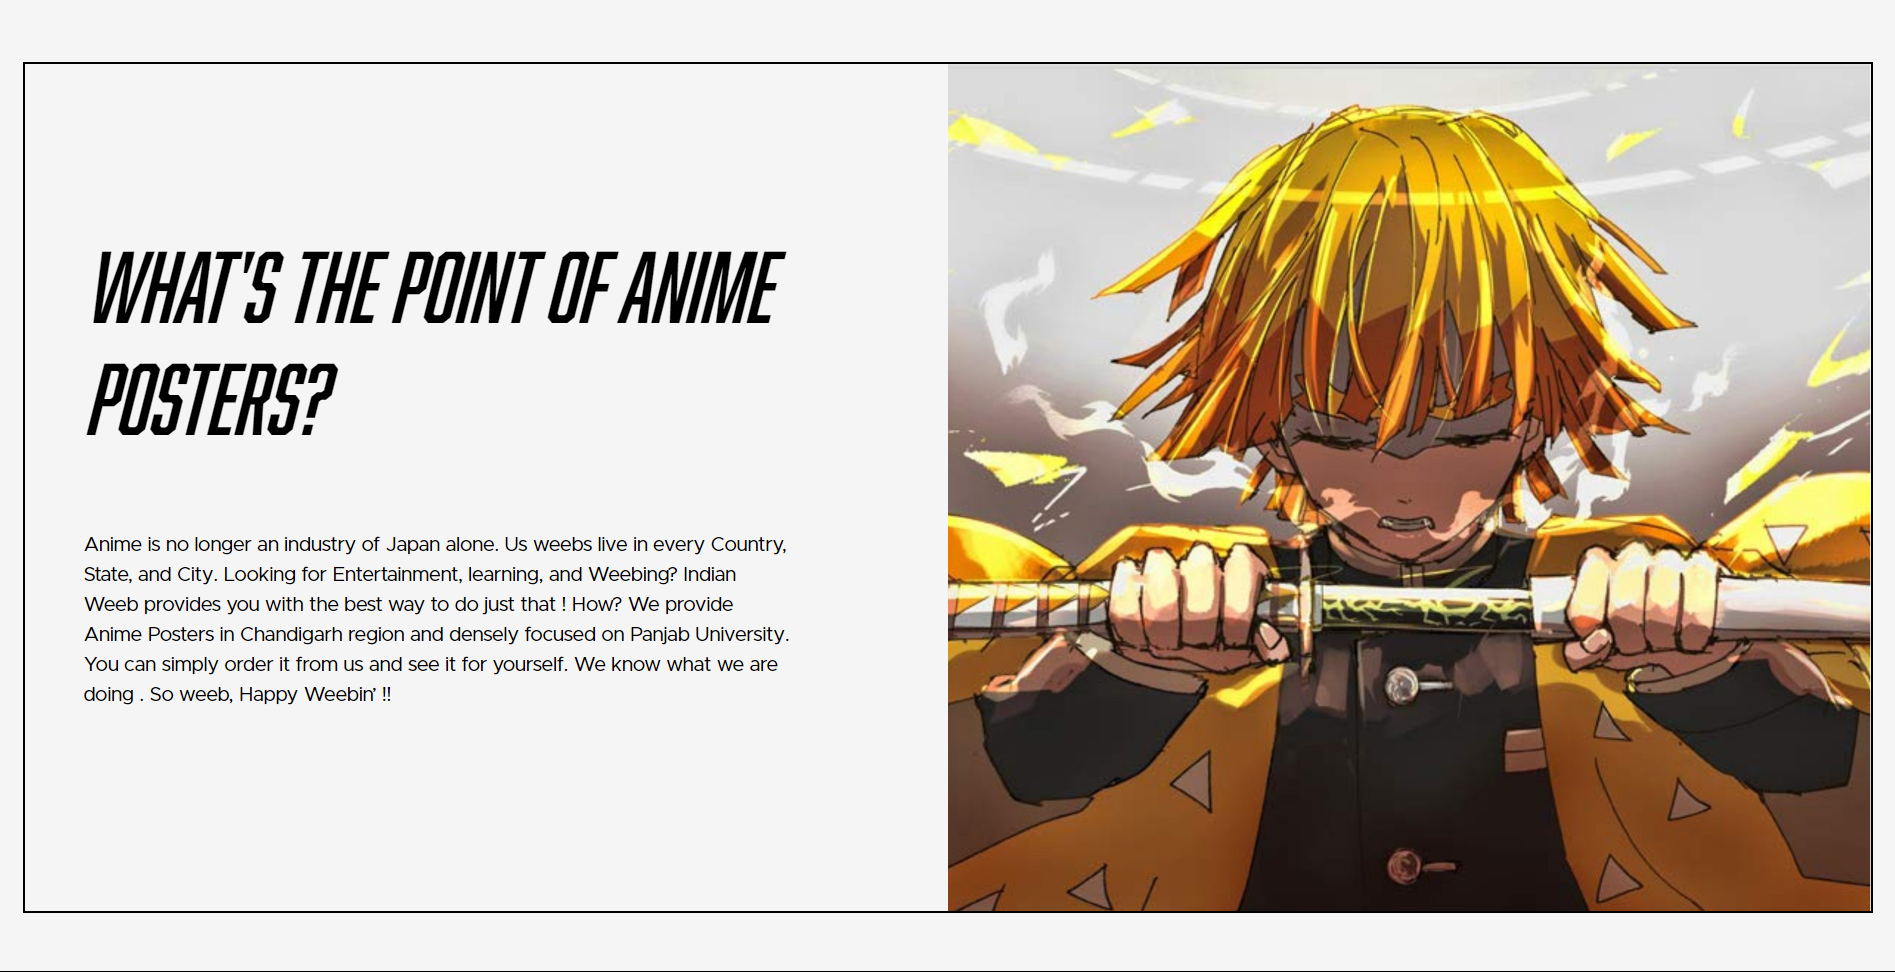 WHAT'S THE POINT OF ANIME
POSTERS?
Anime is no longer an industry of Japan alone. Us weebs live in every Country,
State, and City. Looking for Entertainment, learning, and Weebing? Indian
Weeb provides you with the best way to do just that ! How? We provide
Anime Posters in Chandigarh region and densely focused on Panjab University.
You can simply order it from us and see it for yourself. We know what we are
doing . So weeb, Happy Weebin’ !!